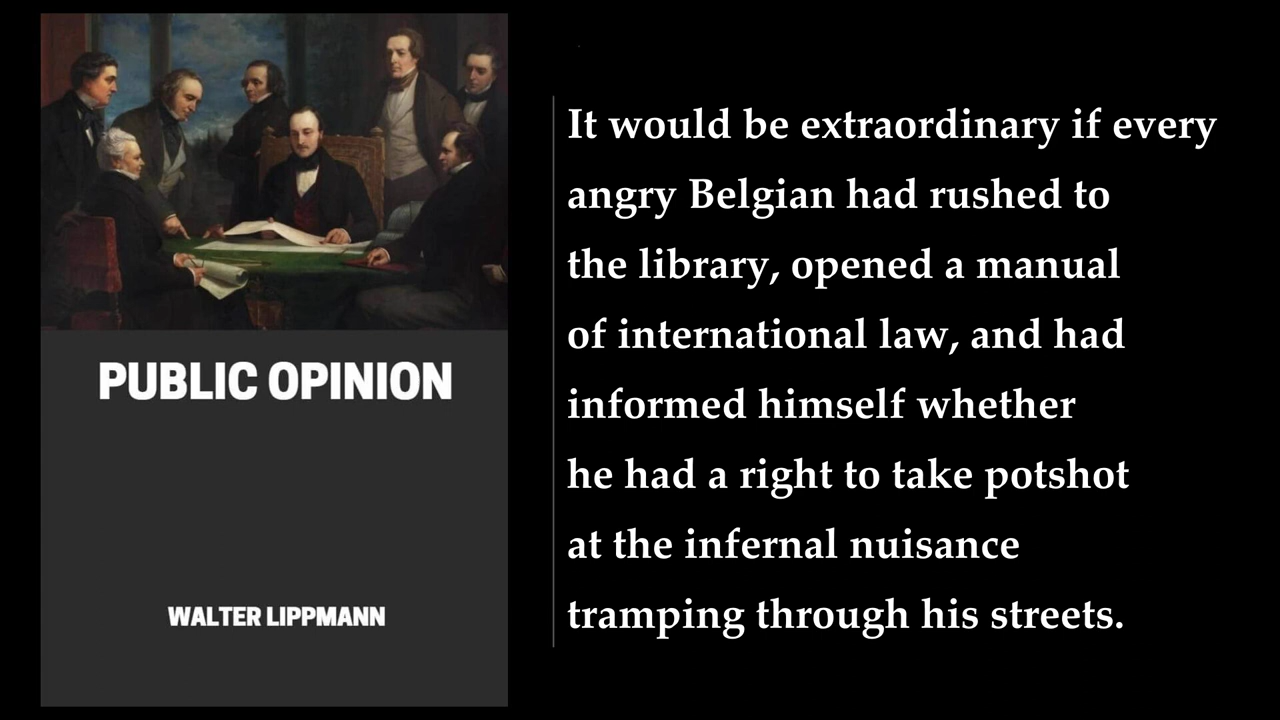 PUBLIC OPINION
WALTER LIPPMANN
It would be extraordinary if every
angry Belgian had rushed to
the library, opened a manual
of international law, and had
informed himself whether
he had a right to take potshot
at the infernal nuisance
tramping through his streets.